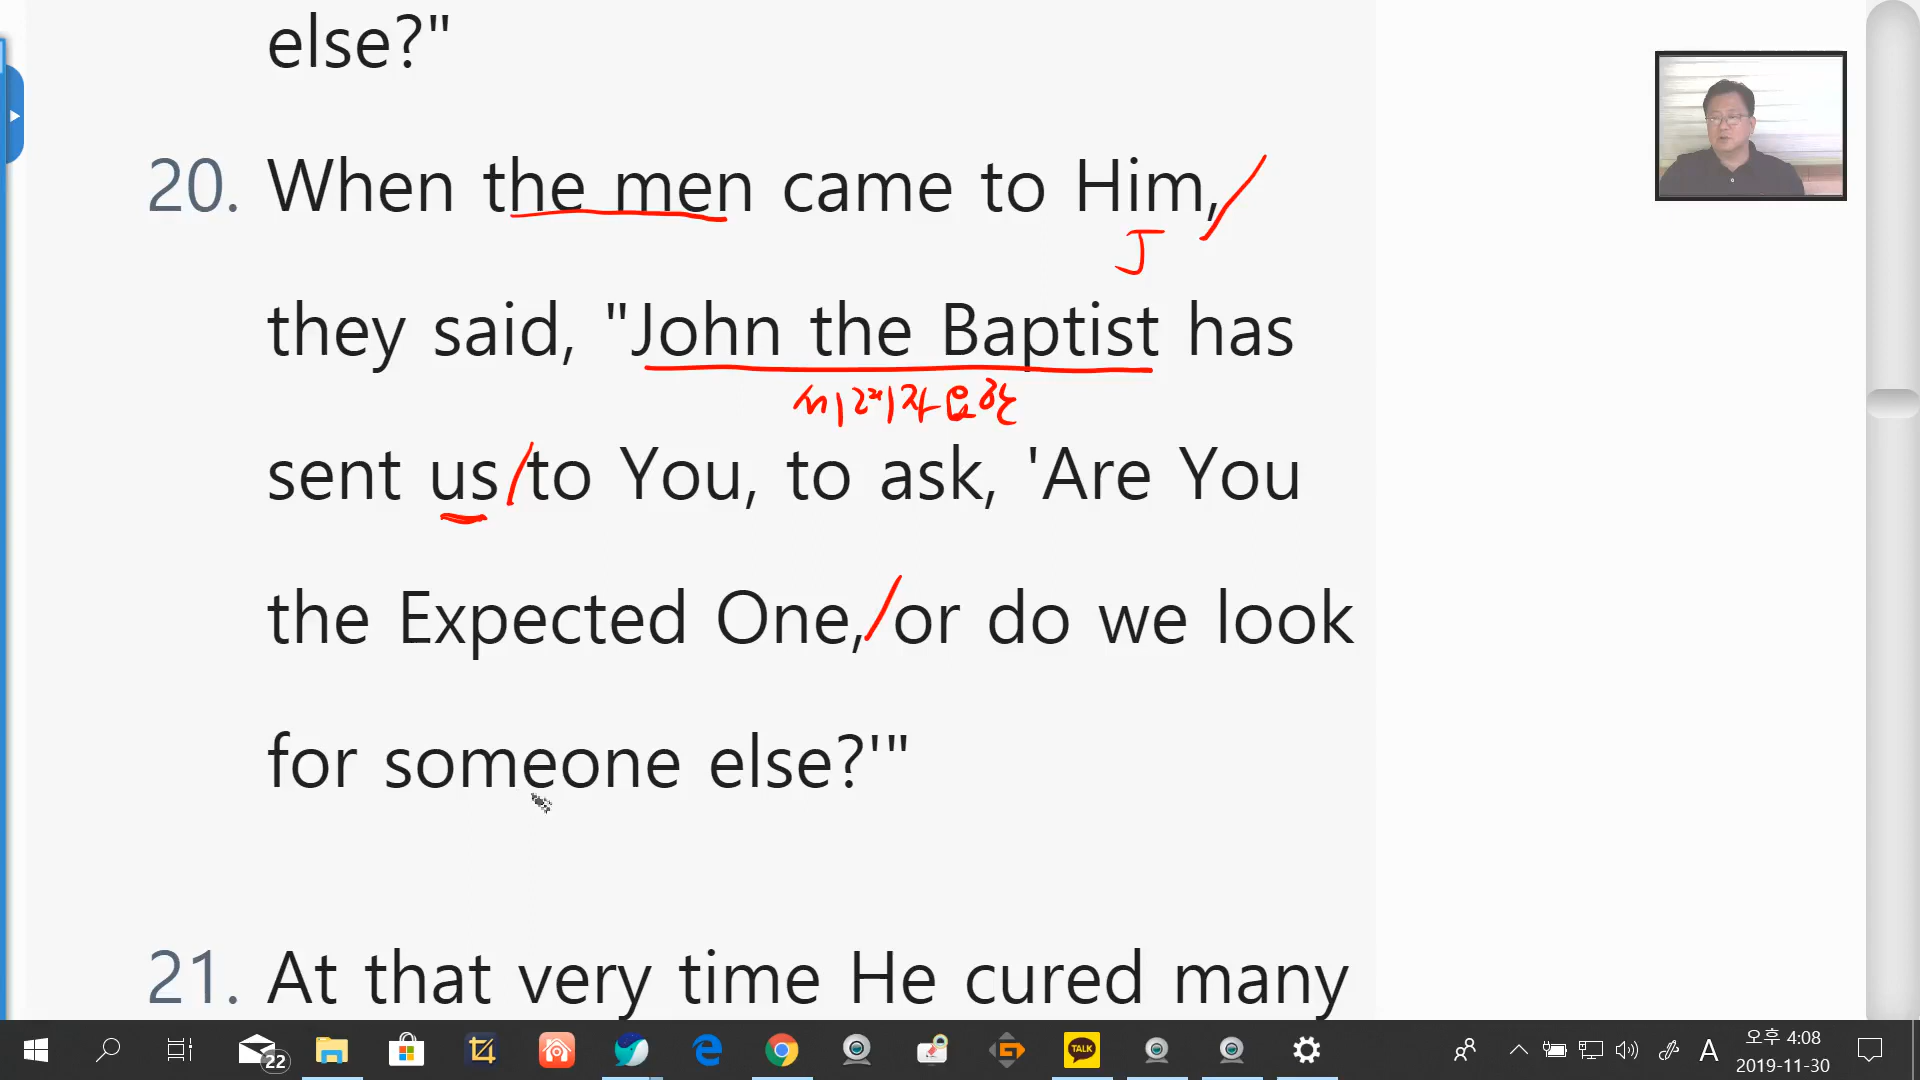 else?"
20. When the men came to Him,
J
they said, "John the Baptist has
세례자요한
sent us to You, to ask, 'Are You
the Expected One, or do we look
for someone else?'"
21. At that very time He cured many
22
TALK
A
오후 4:08
2019-11-30